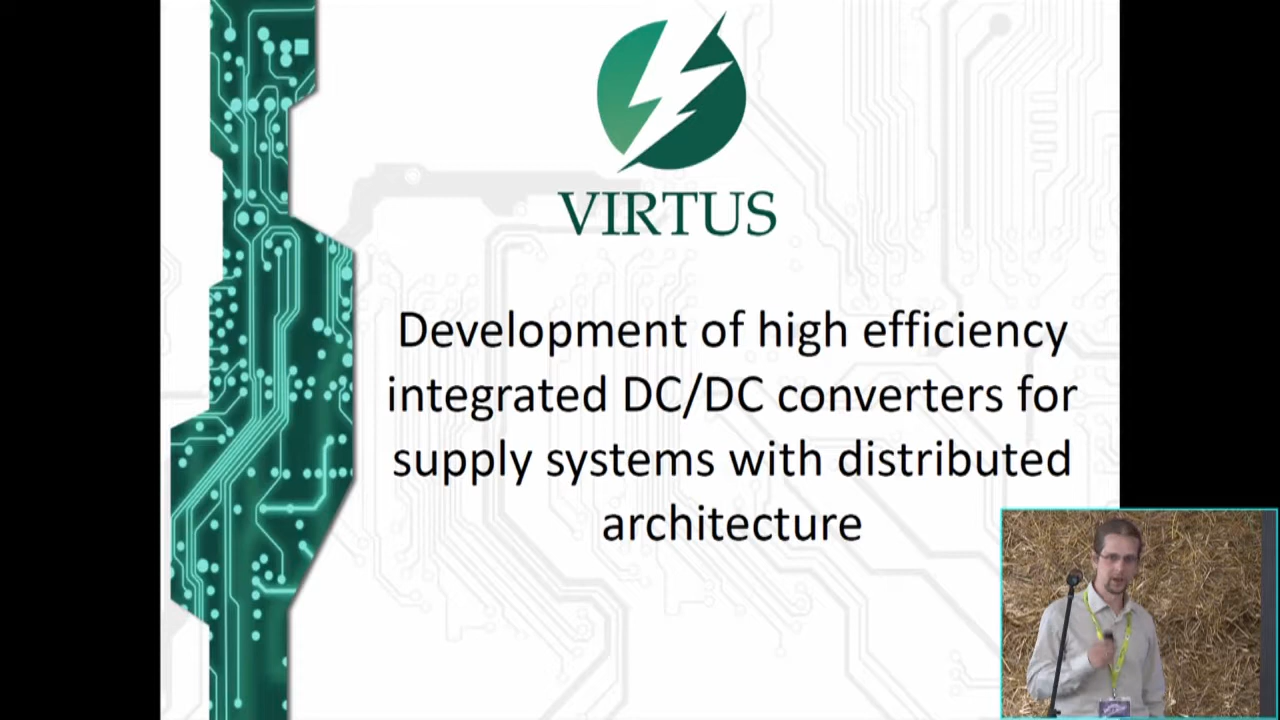 VIRTUS
Development of high efficiency
integrated DC/DC converters for
supply systems with distributed
architecture